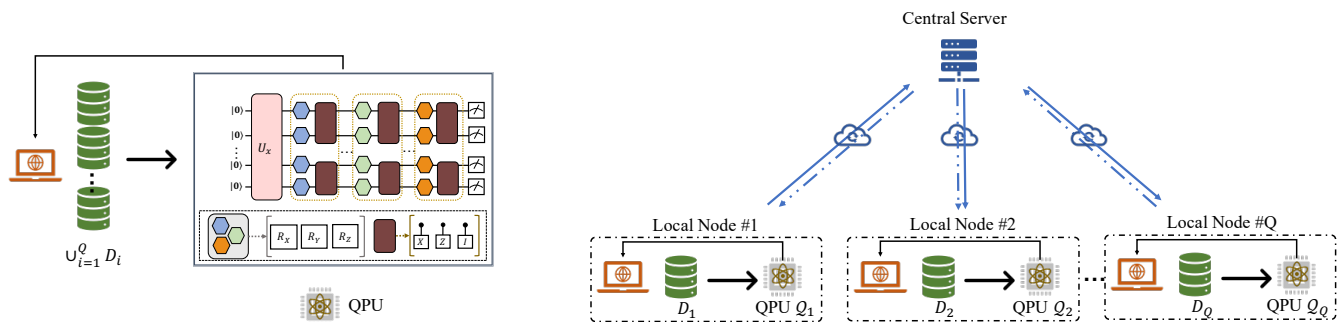 |0⟩
|0⟩
|0⟩
|0⟩
U_x
∪_{i=1}^{Q} D_i
R_X R_Y R_Z
X Z I
QPU
Central Server
Local Node #1
D_1
QPU Q_1
Local Node #2
D_2
QPU Q_2
Local Node #Q
D_Q
QPU Q_Q